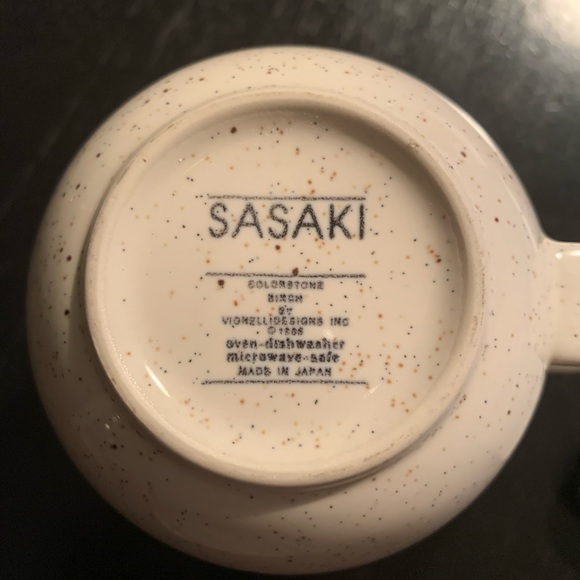 SASAKI
COLORSTONE
BIRCH
BY
VIGNELLIDESIGNS INC
oven-dishwasher
microwave-safe
MADE IN JAPAN